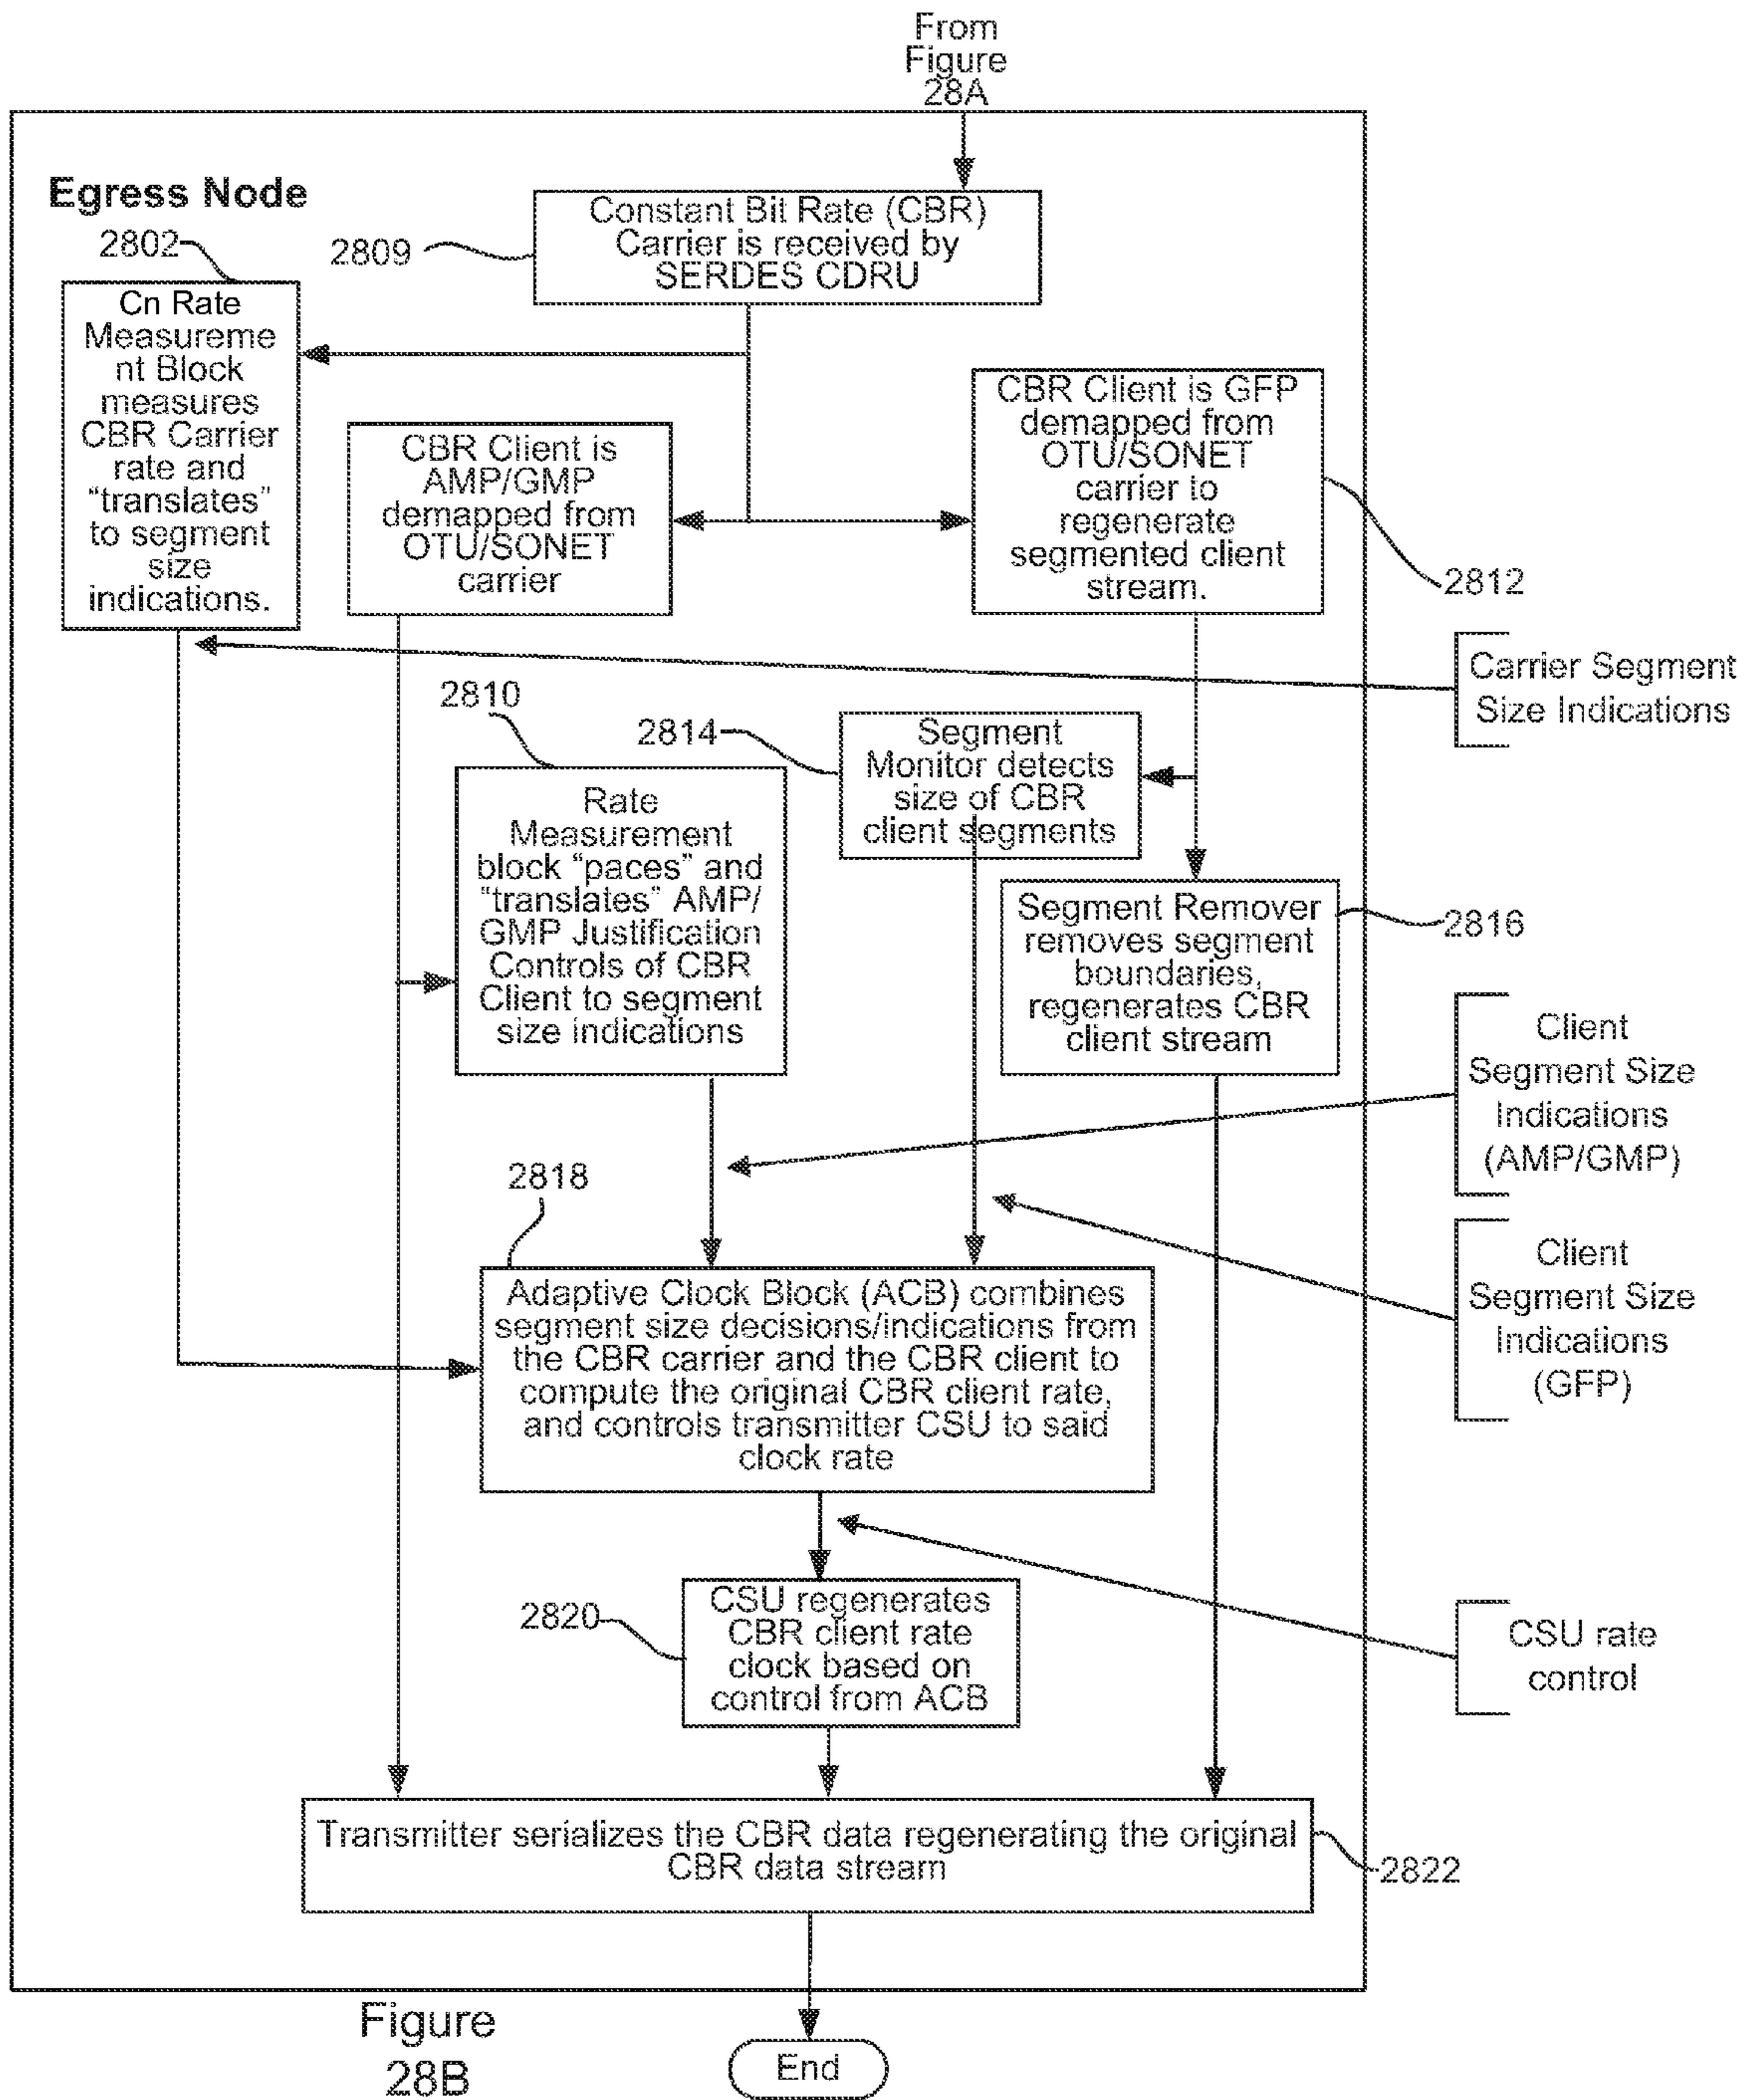 From
Figure
28A
Egress Node
2802
2809
Constant Bit Rate (CBR)
Carrier is received by
SERDES CDRU
Cn Rate
Measureme
nt Block
measures
CBR Carrier
rate and
“translates”
to segment
size
indications.
CBR Client is
AMP/GMP
demapped from
OTU/SONET
carrier
CBR Client is GFP
demapped from
OTU/SONET
carrier to
regenerate
segmented client
stream.
2812
Carrier Segment
Size Indications
2810
2814
Segment
Monitor detects
size of CBR
client segments
Rate
Measurement
block “paces” and
“translates” AMP/
GMP Justification
Controls of CBR
Client to segment
size indications
Segment Remover
removes segment
boundaries,
regenerates CBR
client stream
2816
Client
Segment Size
Indications
(AMP/GMP)
2818
Adaptive Clock Block (ACB) combines
segment size decisions/indications from
the CBR carrier and the CBR client to
compute the original CBR client rate,
and controls transmitter CSU to said
clock rate
Client
Segment Size
Indications
(GFP)
2820
CSU regenerates
CBR client rate
clock based on
control from ACB
CSU rate
control
Transmitter serializes the CBR data regenerating the original
CBR data stream
2822
Figure
28B
End